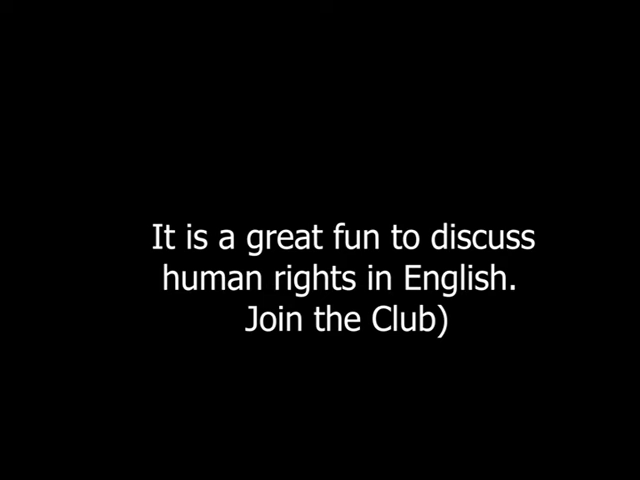 It is a great fun to discuss
human rights in English.
Join the Club)